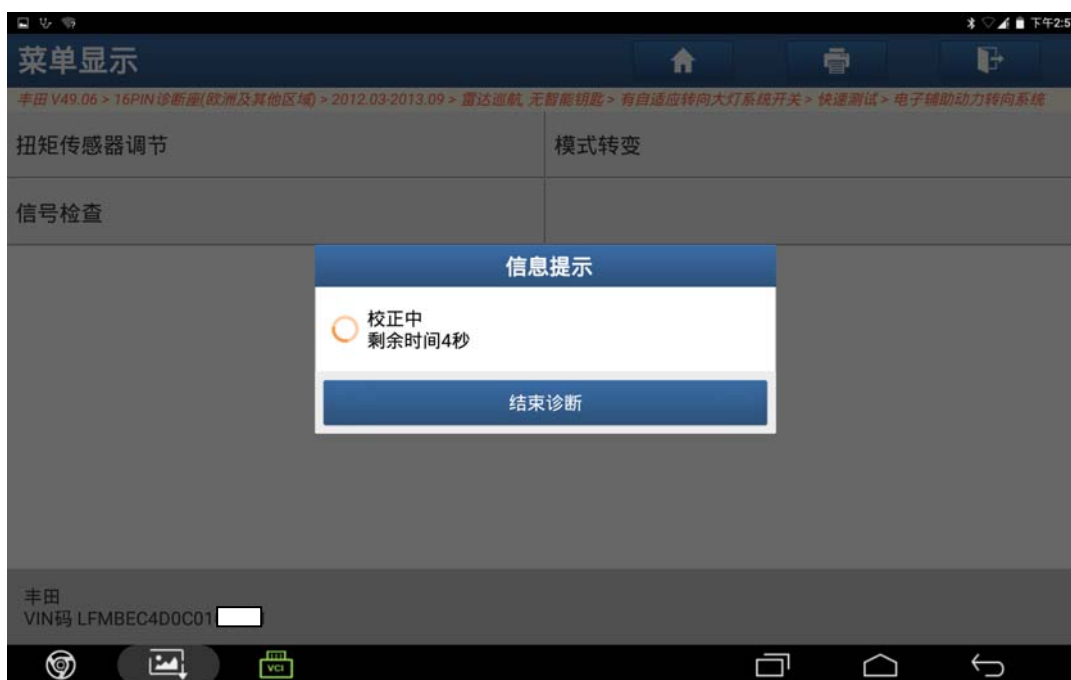 下午2:5
菜单显示
丰田 V49.06 > 16PIN诊断座(欧洲及其他区域) > 2012.03-2013.09 > 雷达巡航, 无智能钥匙 > 有自适应转向大灯系统开关 > 快速测试 > 电子辅助动力转向系统
扭矩传感器调节
模式转变
信号检查
信息提示
校正中
剩余时间4秒
结束诊断
丰田
VIN码 LFMBEC4D0C01
VCI